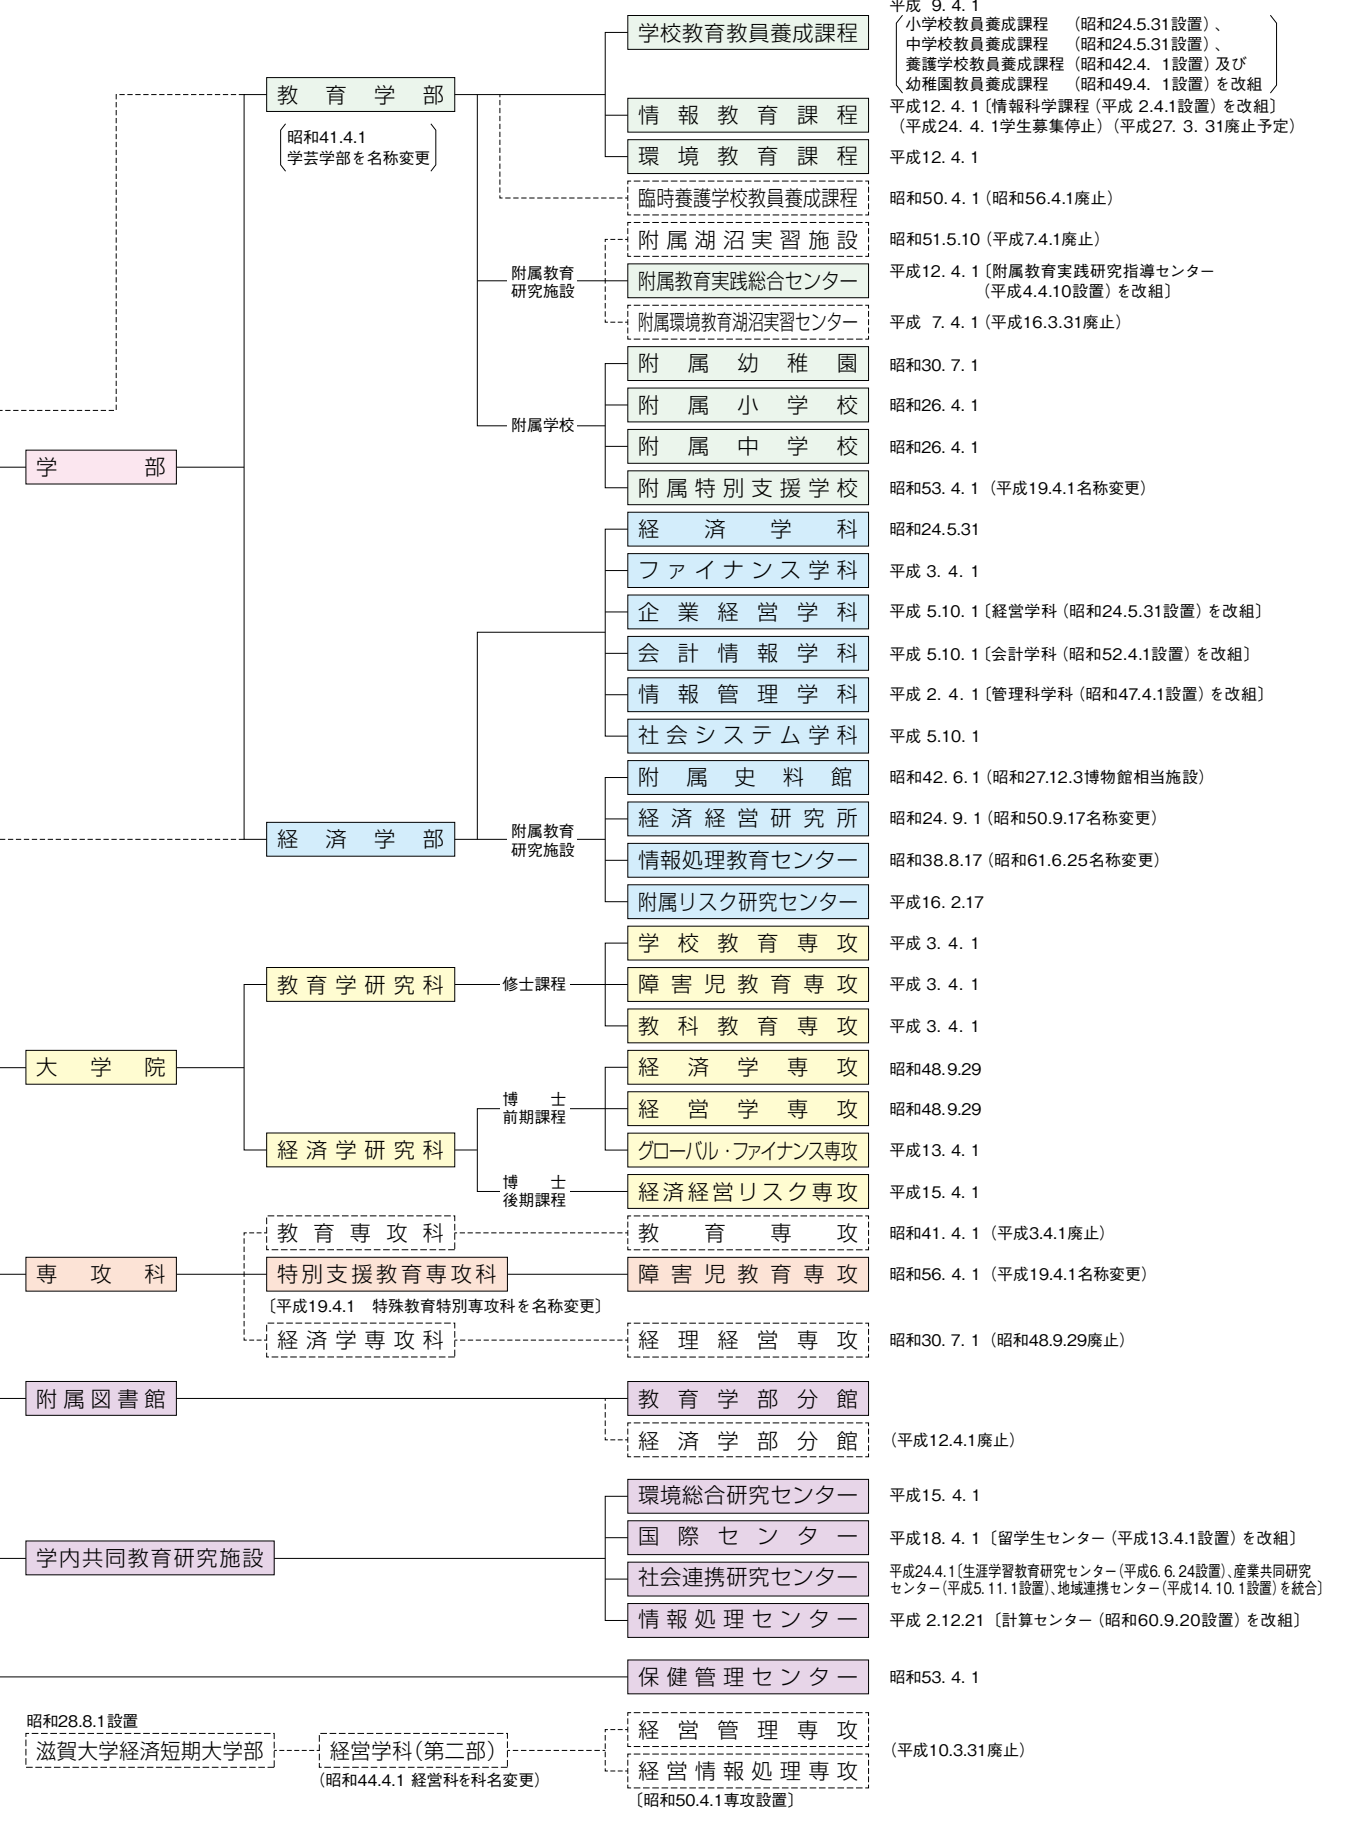 平成 9. 4. 1
学校教育教員養成課程
小学校教員養成課程 （昭和24.5.31設置）、
中学校教員養成課程 （昭和24.5.31設置）、
養護学校教員養成課程（昭和42.4. 1設置）及び
幼稚園教員養成課程 （昭和49.4. 1設置）を改組
教育学部
昭和41.4.1
学芸学部を名称変更
情報教育課程
平成12. 4. 1〔情報科学課程（平成 2.4.1設置）を改組〕
（平成24. 4. 1学生募集停止）（平成27. 3. 31廃止予定）
環境教育課程
平成12. 4. 1
臨時養護学校教員養成課程
昭和50. 4. 1（昭和56.4.1廃止）
附属湖沼実習施設
昭和51.5.10（平成7.4.1廃止）
附属教育
研究施設
附属教育実践総合センター
平成12. 4. 1〔附属教育実践研究指導センター
（平成4.4.10設置）を改組〕
附属環境教育湖沼実習センター
平成 7. 4. 1（平成16.3.31廃止）
附属幼稚園
昭和30. 7. 1
附属小学校
昭和26. 4. 1
附属学校
附属中学校
昭和26. 4. 1
学部
附属特別支援学校
昭和53. 4. 1（平成19.4.1名称変更）
経済学科
昭和24.5.31
ファイナンス学科
平成 3. 4. 1
企業経営学科
平成 5.10. 1〔経営学科（昭和24.5.31設置）を改組〕
会計情報学科
平成 5.10. 1〔会計学科（昭和52.4.1設置）を改組〕
情報管理学科
平成 2. 4. 1〔管理科学科（昭和47.4.1設置）を改組〕
社会システム学科
平成 5.10. 1
附属史料館
昭和42. 6. 1（昭和27.12.3博物館相当施設）
経済学部
附属教育
研究施設
経済経営研究所
昭和24. 9. 1（昭和50.9.17名称変更）
情報処理教育センター
昭和38.8.17（昭和61.6.25名称変更）
附属リスク研究センター
平成16. 2.17
学校教育専攻
平成 3. 4. 1
教育学研究科
修士課程
障害児教育専攻
平成 3. 4. 1
教科教育専攻
平成 3. 4. 1
大学院
経済学専攻
昭和48.9.29
博士
前期課程
経営学専攻
昭和48.9.29
経済学研究科
グローバル・ファイナンス専攻
平成13. 4. 1
博士
後期課程
経済経営リスク専攻
平成15. 4. 1
教育専攻科
教育専攻
昭和41. 4. 1（平成3.4.1廃止）
専攻科
特別支援教育専攻科
障害児教育専攻
昭和56. 4. 1（平成19.4.1名称変更）
〔平成19.4.1 特殊教育特別専攻科を名称変更〕
経済学専攻科
経理経営専攻
昭和30. 7. 1（昭和48.9.29廃止）
附属図書館
教育学部分館
経済学部分館
（平成12.4.1廃止）
環境総合研究センター
平成15. 4. 1
国際センター
平成18. 4. 1〔留学生センター（平成13.4.1設置）を改組〕
学内共同教育研究施設
社会連携研究センター
平成24.4.1〔生涯学習教育研究センター（平成6. 6. 24設置）、産業共同研究
センター（平成5. 11. 1設置）、地域連携センター（平成14. 10. 1設置）を統合〕
情報処理センター
平成 2.12.21〔計算センター（昭和60.9.20設置）を改組〕
保健管理センター
昭和53. 4. 1
昭和28.8.1設置
滋賀大学経済短期大学部
経営学科（第二部）
（昭和44.4.1 経営科を科名変更）
経営管理専攻
経営情報処理専攻
（平成10.3.31廃止）
〔昭和50.4.1専攻設置〕